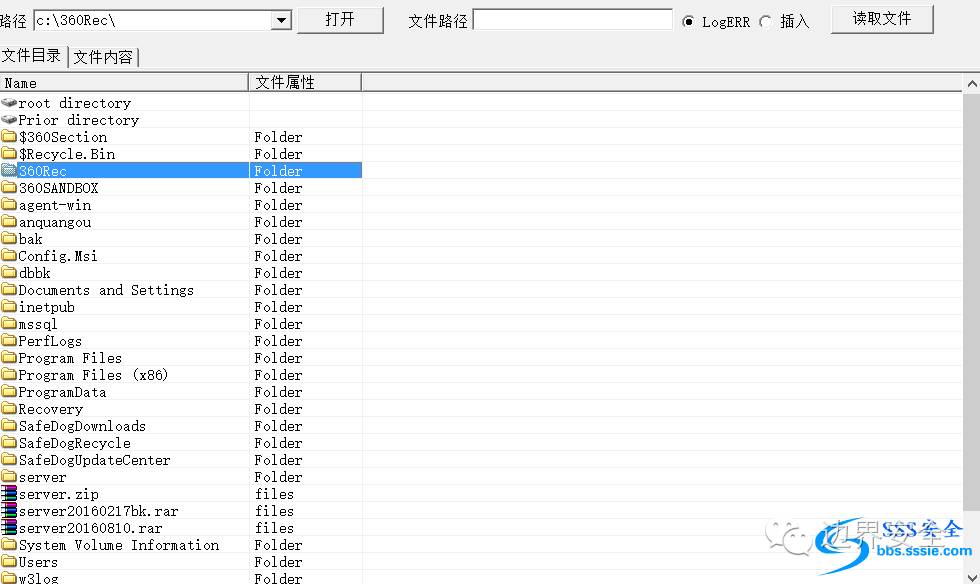 路径 c:\360Rec\ 打开 文件路径 LogERR 插入 读取文件
文件目录 文件内容
Name 文件属性
root directory
Prior directory
$360Section Folder
$Recycle.Bin Folder
360Rec Folder
360SANDBOX Folder
agent-win Folder
anquangou Folder
bak Folder
Config.Msi Folder
dbbk Folder
Documents and Settings Folder
inetpub Folder
mssql Folder
PerfLogs Folder
Program Files Folder
Program Files (x86) Folder
ProgramData Folder
Recovery Folder
SafeDogDownloads Folder
SafeDogRecycle Folder
SafeDogUpdateCenter Folder
server Folder
server.zip files
server20160217bk.rar files
server20160810.rar files
System Volume Information Folder
Users Folder
w3log Folder
边界安全
SSS安全
bbs.sssie.com